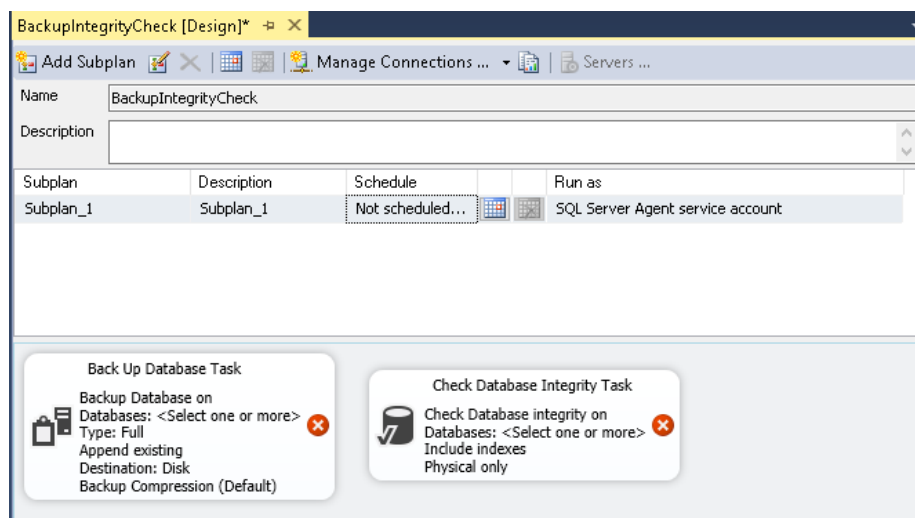 BackupIntegrityCheck [Design]*
Add Subplan Manage Connections ... Servers ...
Name BackupIntegrityCheck
Description
Subplan Description Schedule Run as
Subplan_1 Subplan_1 Not scheduled... SQL Server Agent service account
Back Up Database Task
Backup Database on
Databases: <Select one or more>
Type: Full
Append existing
Destination: Disk
Backup Compression (Default)
Check Database Integrity Task
Check Database integrity on
Databases: <Select one or more>
Include indexes
Physical only